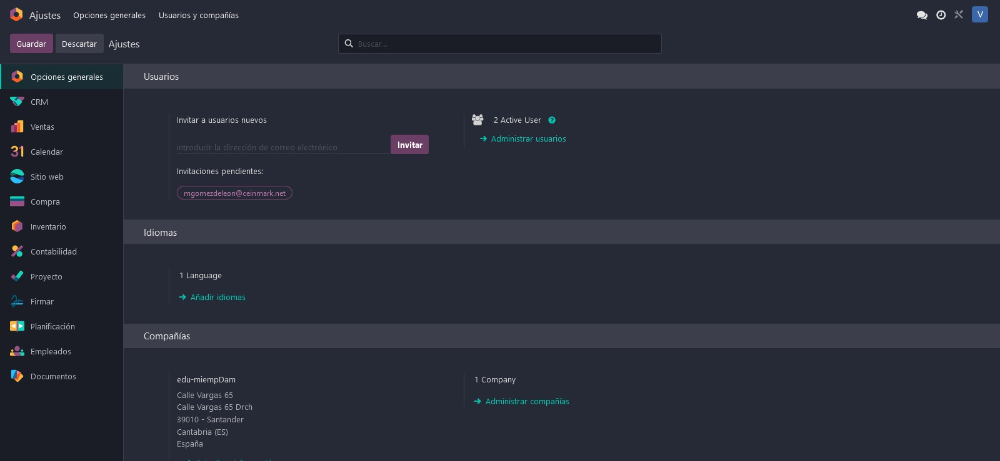 Ajustes Opciones generales Usuarios y compañías V
Guardar Descartar Ajustes Buscar...
Opciones generales
CRM
Ventas
31 Calendar
Sitio web
Compra
Inventario
Contabilidad
Proyecto
Firmar
Planificación
Empleados
Documentos
Usuarios
Invitar a usuarios nuevos
Introducir la dirección de correo electrónico Invitar
Invitaciones pendientes:
mgomezdeleon@ceinmark.net
2 Active User ?
Administrar usuarios
Idiomas
1 Language
Añadir idiomas
Compañías
edu-miempDam
Calle Vargas 65
Calle Vargas 65 Drch
39010 - Santander
Cantabria (ES)
España
1 Company
Administrar compañías